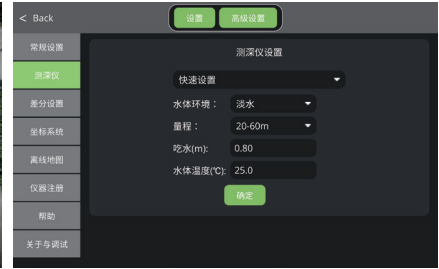 < Back
设置 高级设置
常规设置
测深仪
差分设置
坐标系统
离线地图
仪器注册
帮助
关于与调试
测深仪设置
快速设置
水体环境： 淡水
量程： 20-60m
吃水(m): 0.80
水体温度(℃): 25.0
确定